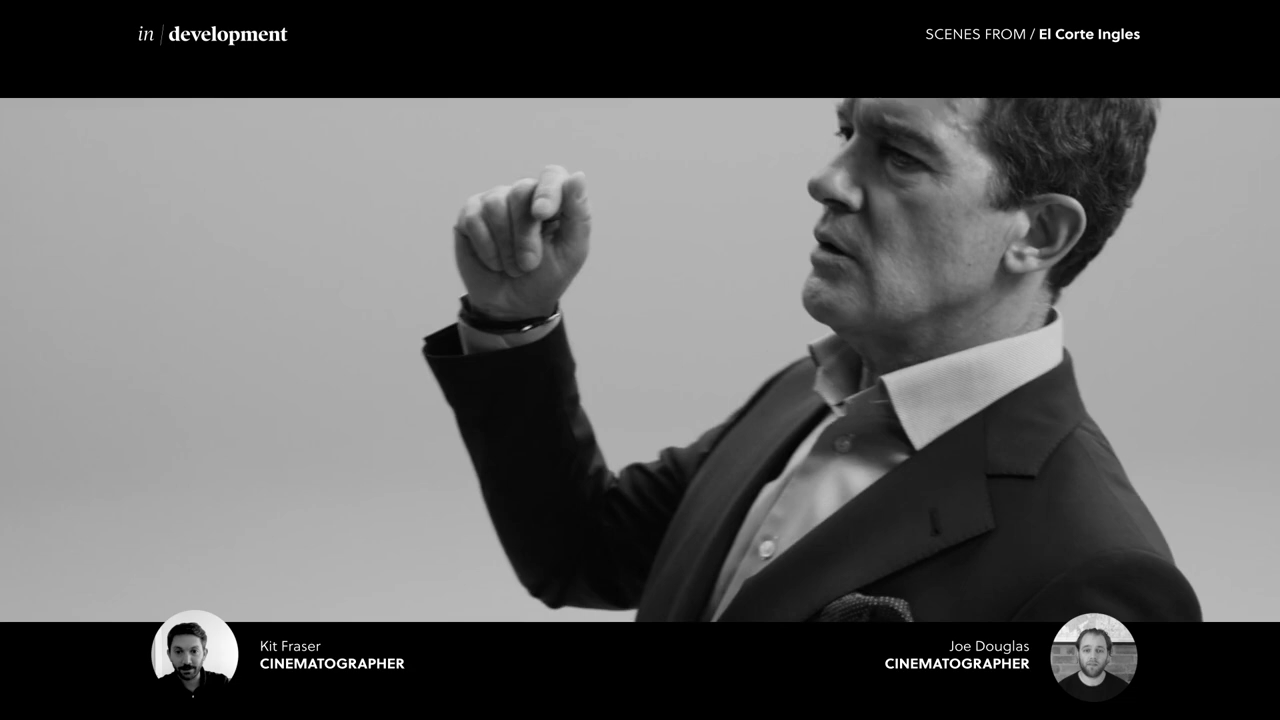 in | development
SCENES FROM / El Corte Ingles
Kit Fraser
CINEMATOGRAPHER
Joe Douglas
CINEMATOGRAPHER